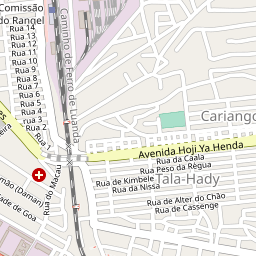 Comissão
do Rangel
Rua 14
Rua 13
Rua 12
Rua 11
Rua 10
Rua 9
Rua 8
Rua 7
Rua 6
Rua 5
Rua 4
Rua 3
Rua 2
Rua 1
Caminho de Ferro de Luanda
Cariango
Avenida Hoji Ya Henda
Rua da Caála
Rua Peso da Régua
Rua de Kimbele
Rua da Nissa
Tala-Hady
Rua de Alter do Chão
Rua de Cassenge
Rua do Macau
mão (Daman)
dade de Goa